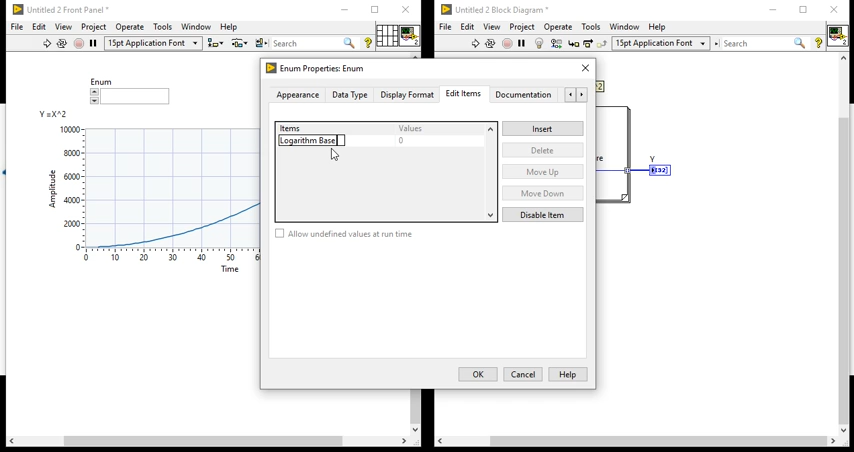 Untitled 2 Front Panel *
File Edit View Project Operate Tools Window Help
15pt Application Font
Search
2
Enum
Y =X^2
10000
8000
6000
4000
2000
0
Amplitude
0 10 20 30 40 50
Time
Untitled 2 Block Diagram *
File Edit View Project Operate Tools Window Help
15pt Application Font
Search
2
^2
re
Y
[I32]
Enum Properties: Enum
Appearance Data Type Display Format Edit Items Documentation
Items Values
Logarithm Base 0
Insert
Delete
Move Up
Move Down
Disable Item
Allow undefined values at run time
OK Cancel Help